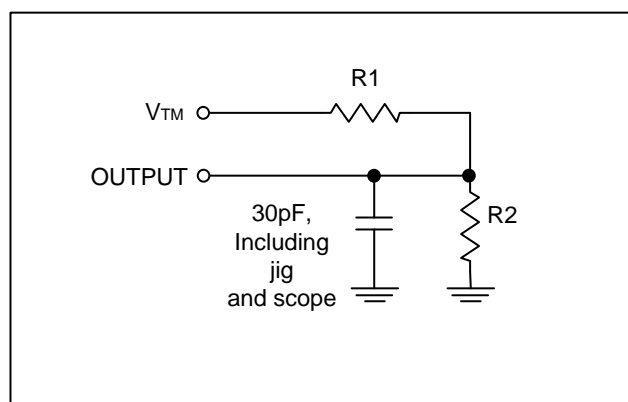 R1
VTM
OUTPUT
R2
30pF,
Including
jig
and scope